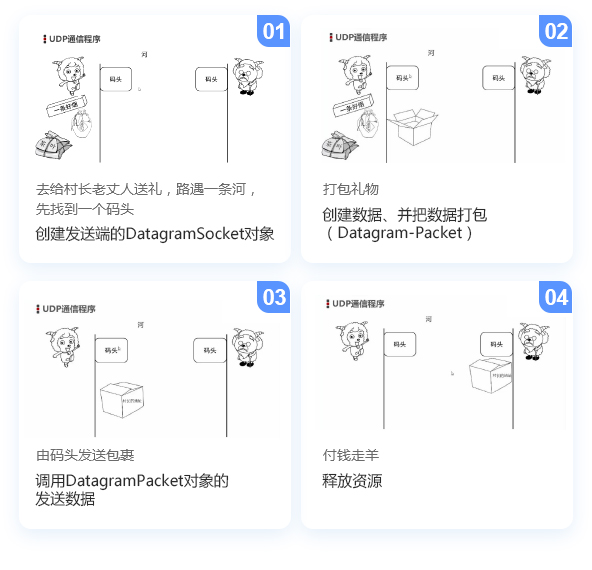 01
UDP通信程序
河
码头
码头
一条好烟
茶叶
去给村长老丈人送礼，路遇一条河，
先找到一个码头
创建发送端的DatagramSocket对象
02
UDP通信程序
河
码头
码头
一条好烟
茶叶
打包礼物
创建数据、并把数据打包
（Datagram-Packet）
03
UDP通信程序
河
码头
码头
由码头发送包裹
调用DatagramPacket对象的
发送数据
04
UDP通信程序
河
码头
码头
付钱走羊
释放资源